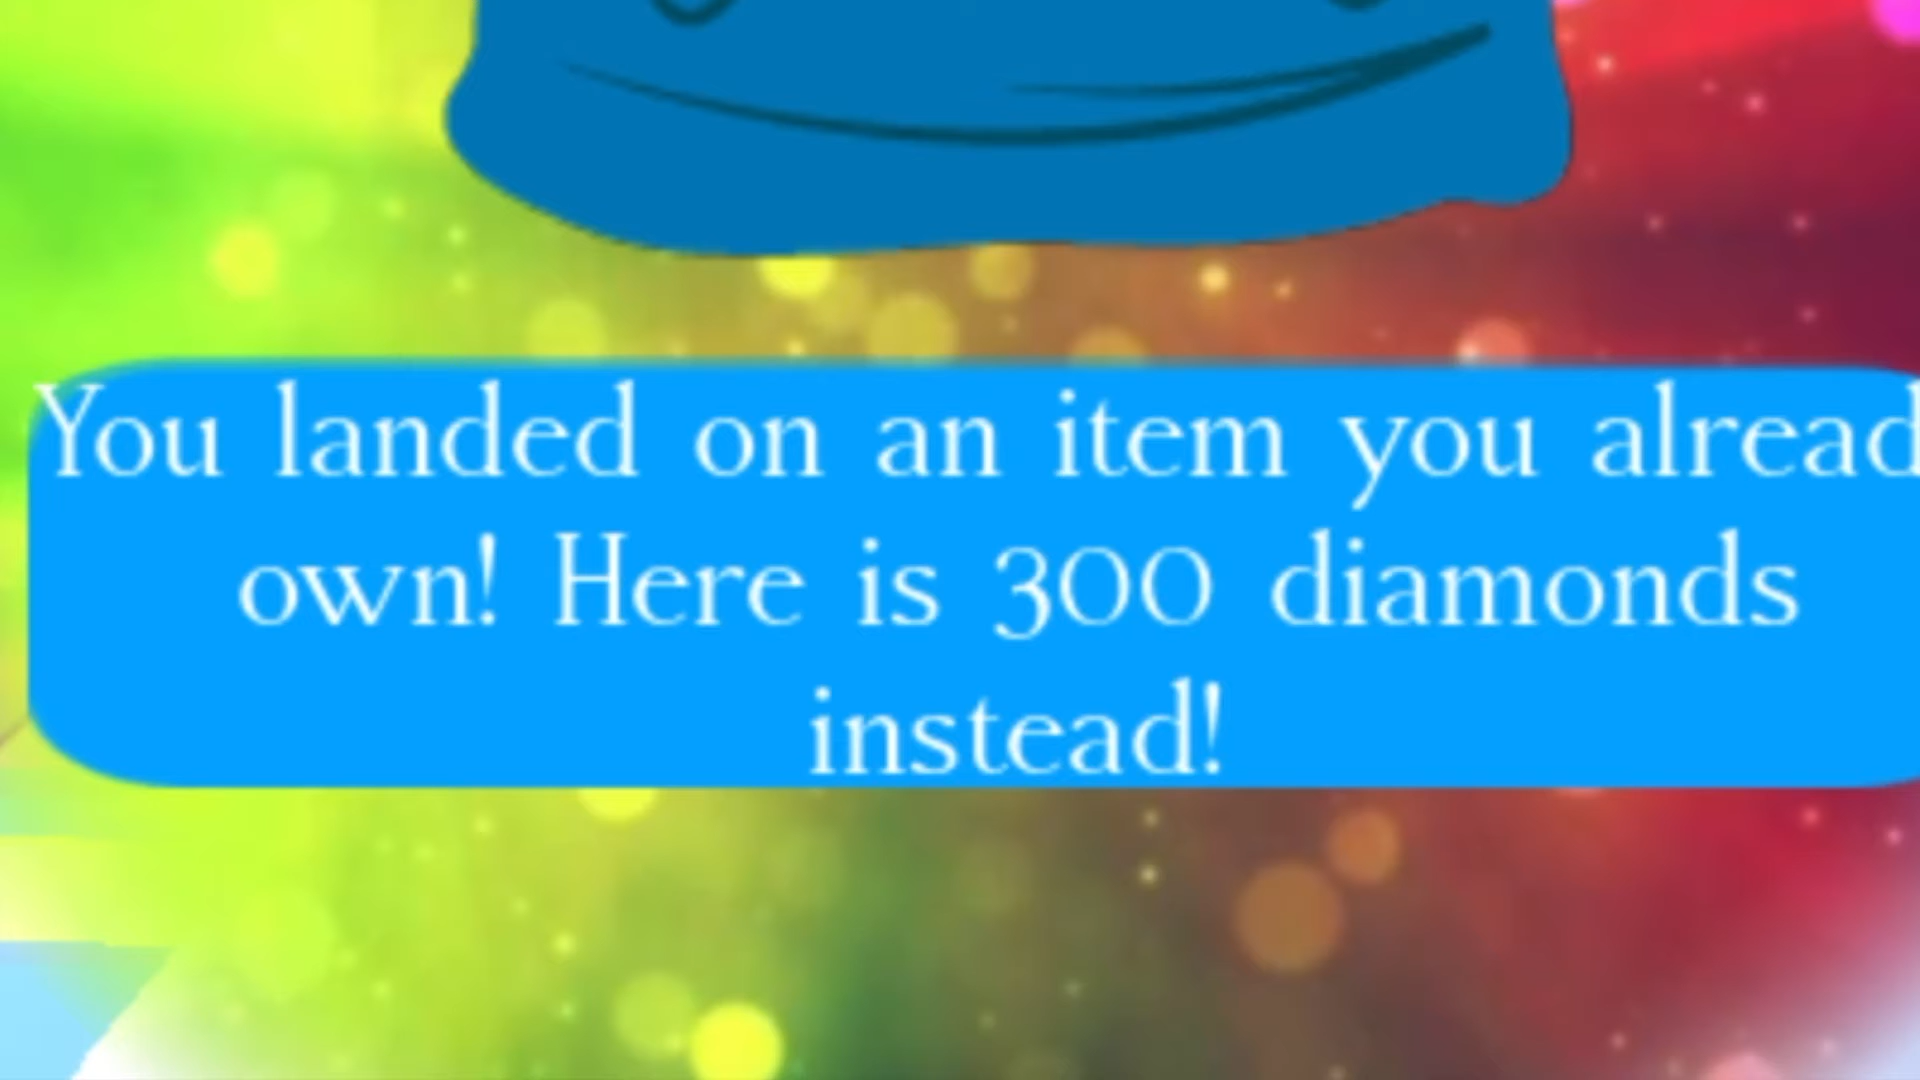 You landed on an item you alread
own! Here is 300 diamonds
instead!